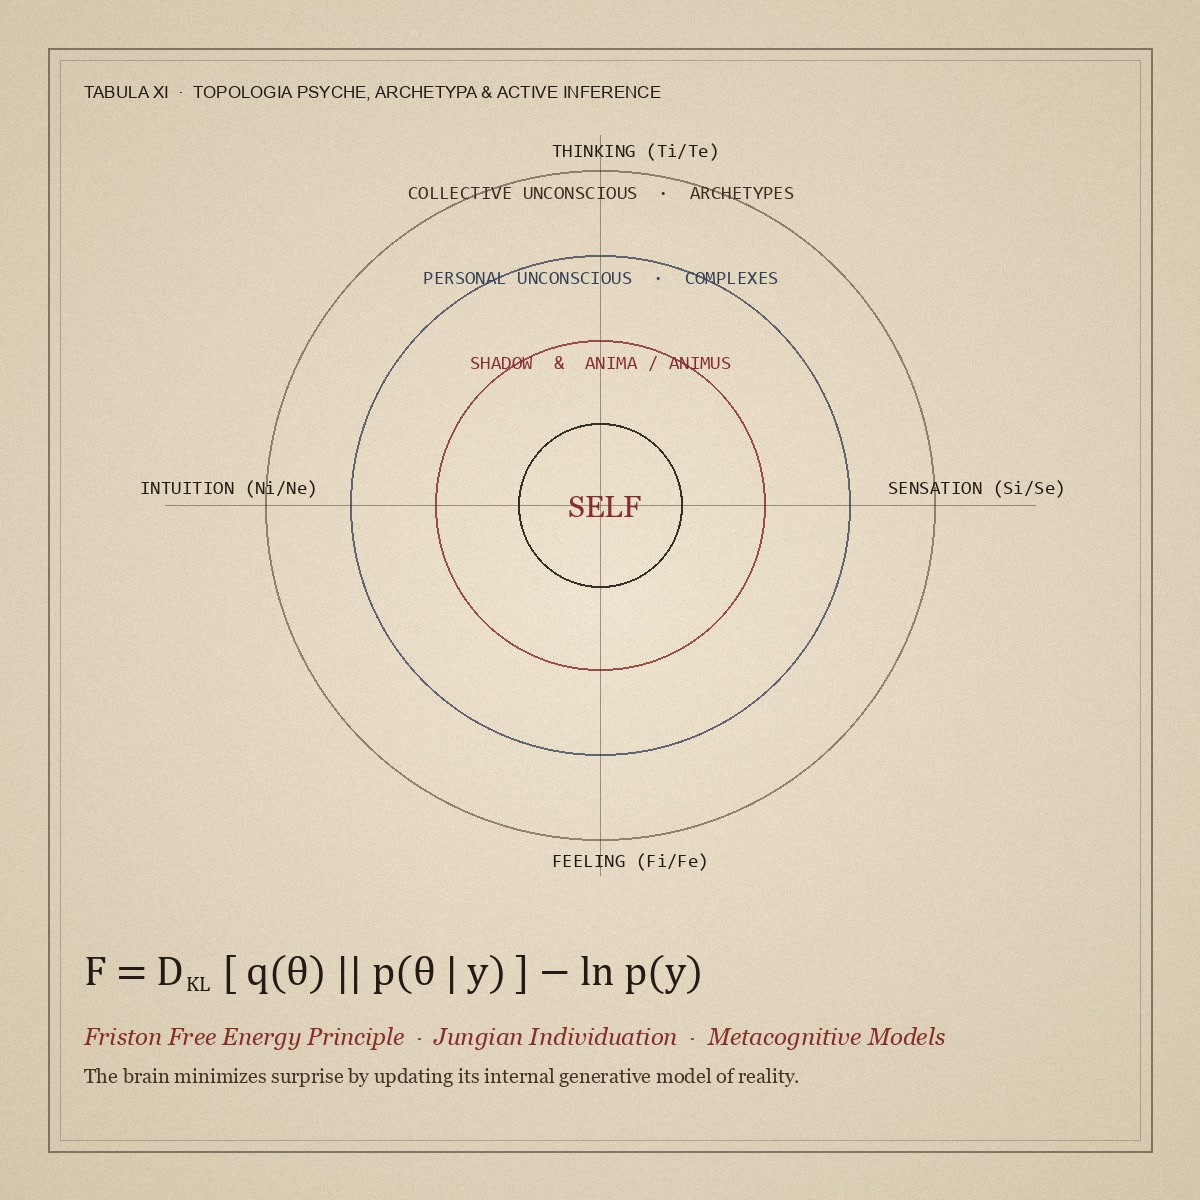 TABULA XI · TOPOLOGIA PSYCHE, ARCHETYPA & ACTIVE INFERENCE
THINKING (Ti/Te)
COLLECTIVE UNCONSCIOUS · ARCHETYPES
PERSONAL UNCONSCIOUS · COMPLEXES
SHADOW & ANIMA / ANIMUS
INTUITION (Ni/Ne)
SENSATION (Si/Se)
SELF
FEELING (Fi/Fe)
F = D_KL [ q(θ) || p(θ | y) ] − ln p(y)
Friston Free Energy Principle · Jungian Individuation · Metacognitive Models
The brain minimizes surprise by updating its internal generative model of reality.